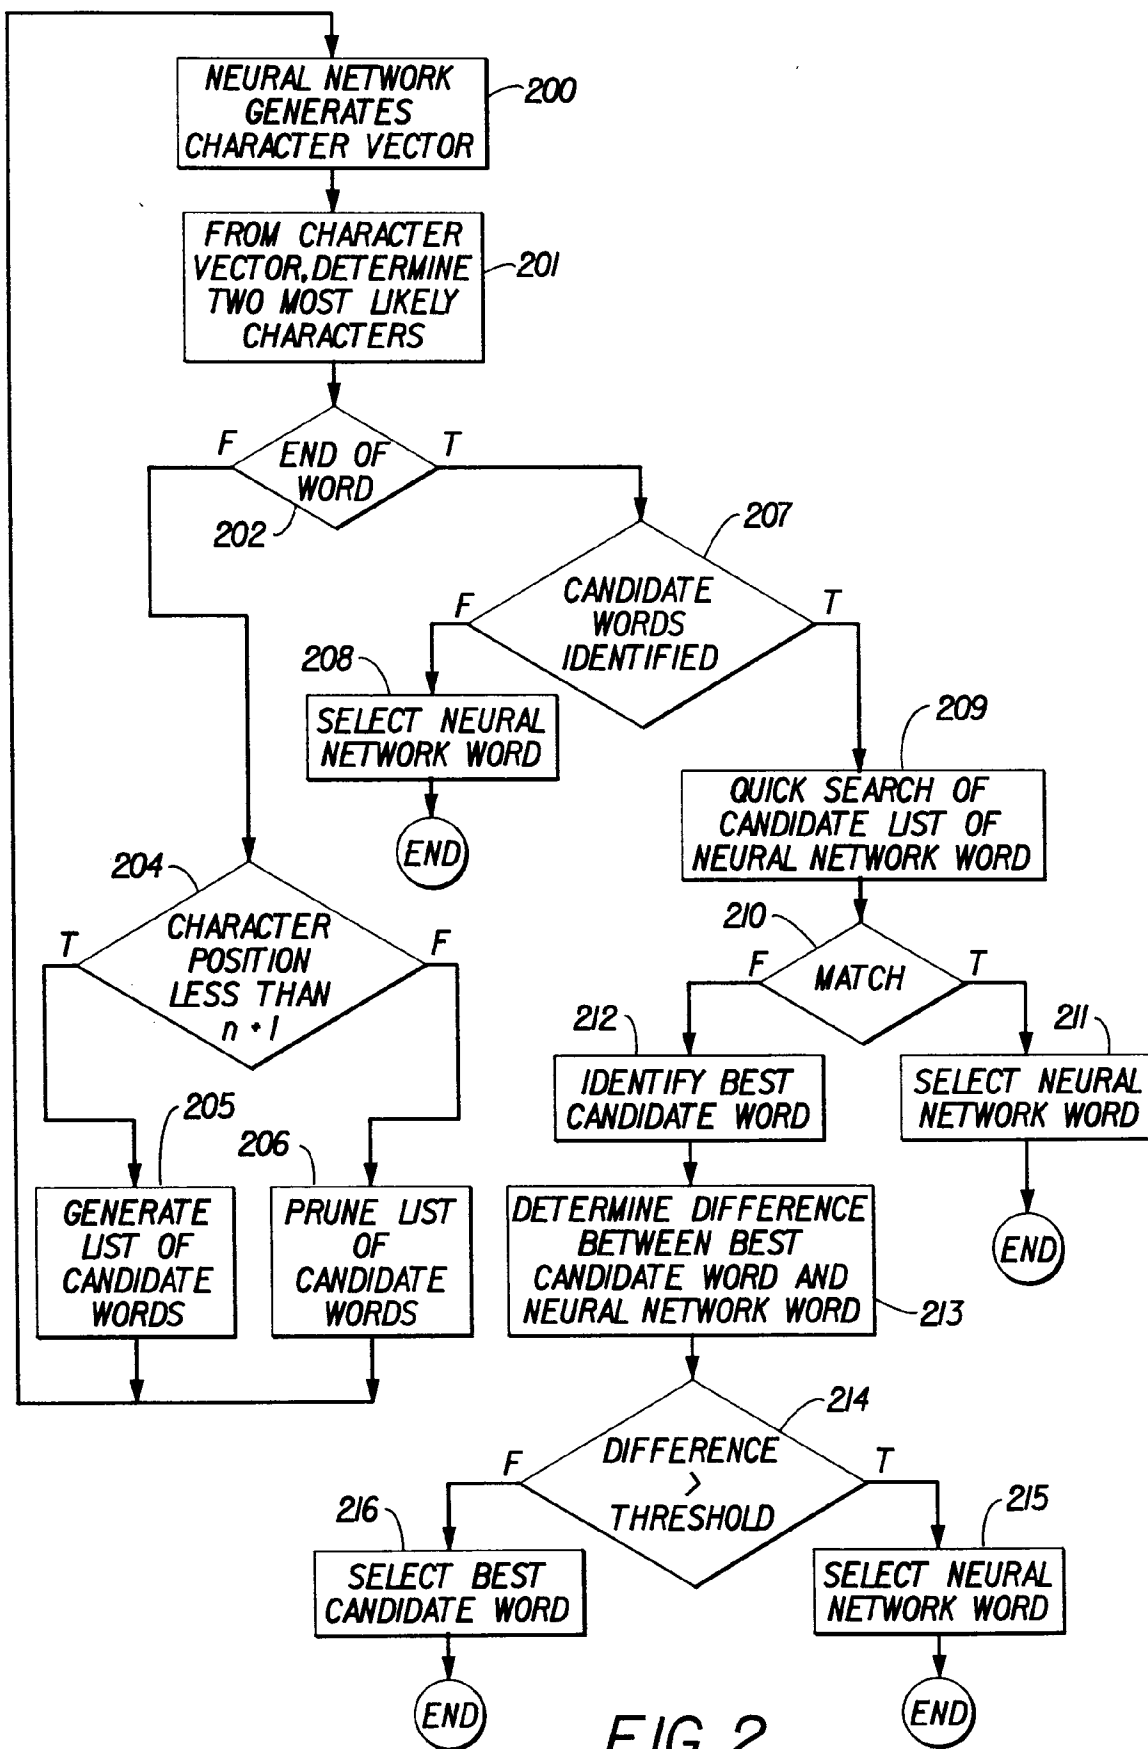 NEURAL NETWORK
GENERATES
CHARACTER VECTOR
200
FROM CHARACTER
VECTOR, DETERMINE
TWO MOST LIKELY
CHARACTERS
201
F
T
END OF
WORD
202
207
CANDIDATE
WORDS
IDENTIFIED
F
T
208
SELECT NEURAL
NETWORK WORD
END
209
QUICK SEARCH OF
CANDIDATE LIST OF
NEURAL NETWORK WORD
204
CHARACTER
POSITION
LESS THAN
n + 1
T
F
210
MATCH
F
T
212
211
IDENTIFY BEST
CANDIDATE WORD
SELECT NEURAL
NETWORK WORD
END
205
206
GENERATE
LIST OF
CANDIDATE
WORDS
PRUNE LIST
OF
CANDIDATE
WORDS
DETERMINE DIFFERENCE
BETWEEN BEST
CANDIDATE WORD AND
NEURAL NETWORK WORD
213
214
DIFFERENCE
>
THRESHOLD
F
T
216
215
SELECT BEST
CANDIDATE WORD
SELECT NEURAL
NETWORK WORD
END
END
FIG. 2